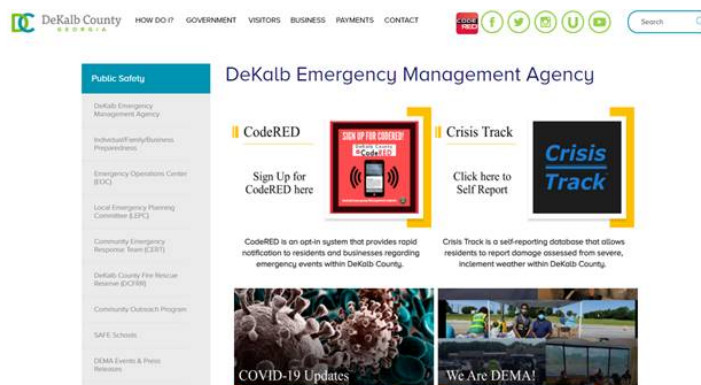 DC DeKalb County
GEORGIA
HOW DO I? GOVERNMENT VISITORS BUSINESS PAYMENTS CONTACT
CODE
RED
Search
Public Safety
DeKalb Emergency
Management Agency
Individual/Family/Business
Preparedness
Emergency Operations Center
(EOC)
Local Emergency Planning
Committee (LEPC)
Community Emergency
Response Team (CERT)
DeKalb County Fire Rescue
Reserve (DCFRR)
Community Outreach Program
SAFE Schools
DEMA Events & Press
Releases
DeKalb Emergency Management Agency
CodeRED
Sign Up for
CodeRED here
SIGN UP FOR CODERED!
DeKalb County
CodeRED
CodeRED is an opt-in system that provides rapid
notification to residents and businesses regarding
emergency events within DeKalb County.
Crisis Track
Click here to
Self Report
Crisis
Track
Crisis Track is a self-reporting database that allows
residents to report damage assessed from severe,
inclement weather within DeKalb County.
COVID-19 Updates
We Are DEMA!